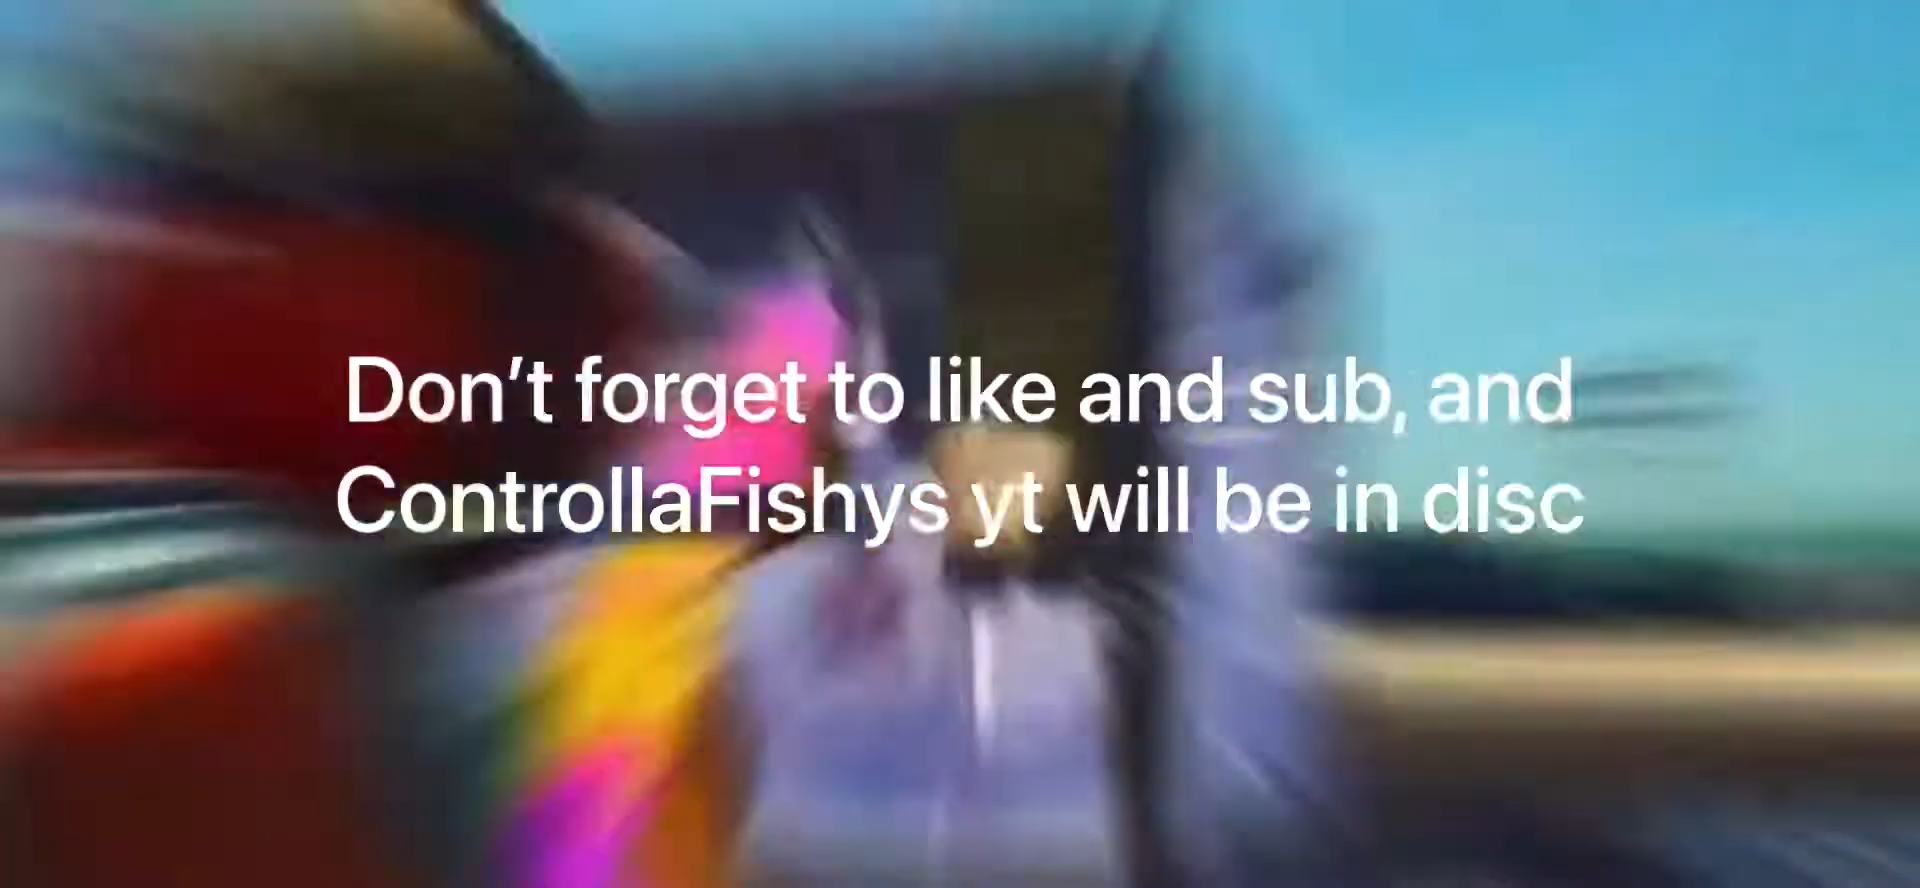 Don’t forget to like and sub, and
ControllaFishys yt will be in disc